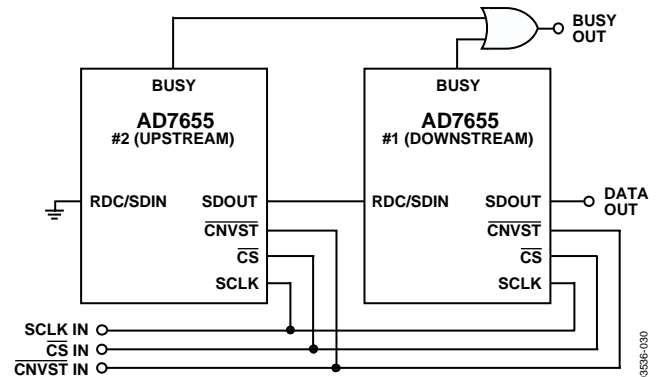 BUSY
OUT
BUSY
AD7655
#2 (UPSTREAM)
RDC/SDIN
SDOUT
CNVST
CS
SCLK
BUSY
AD7655
#1 (DOWNSTREAM)
RDC/SDIN
SDOUT
CNVST
CS
SCLK
DATA
OUT
SCLK IN
CS IN
CNVST IN
03536-030